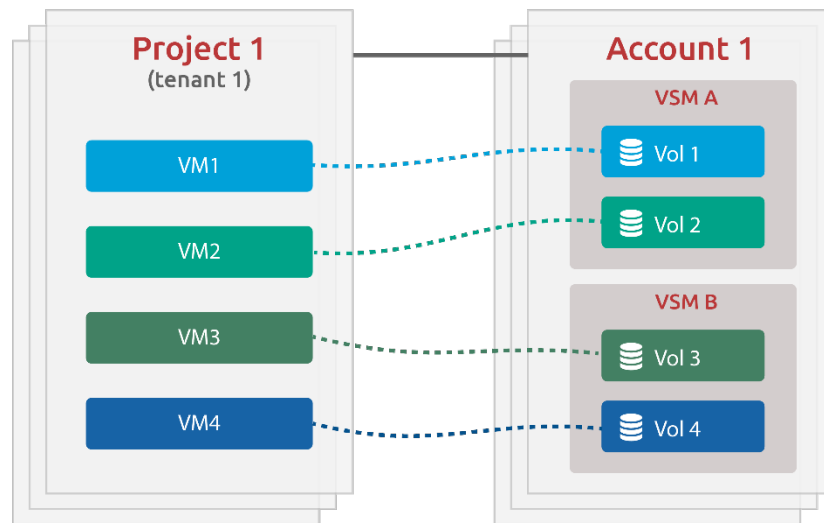 Project 1
(tenant 1)
VM1
VM2
VM3
VM4
Account 1
VSM A
Vol 1
Vol 2
VSM B
Vol 3
Vol 4